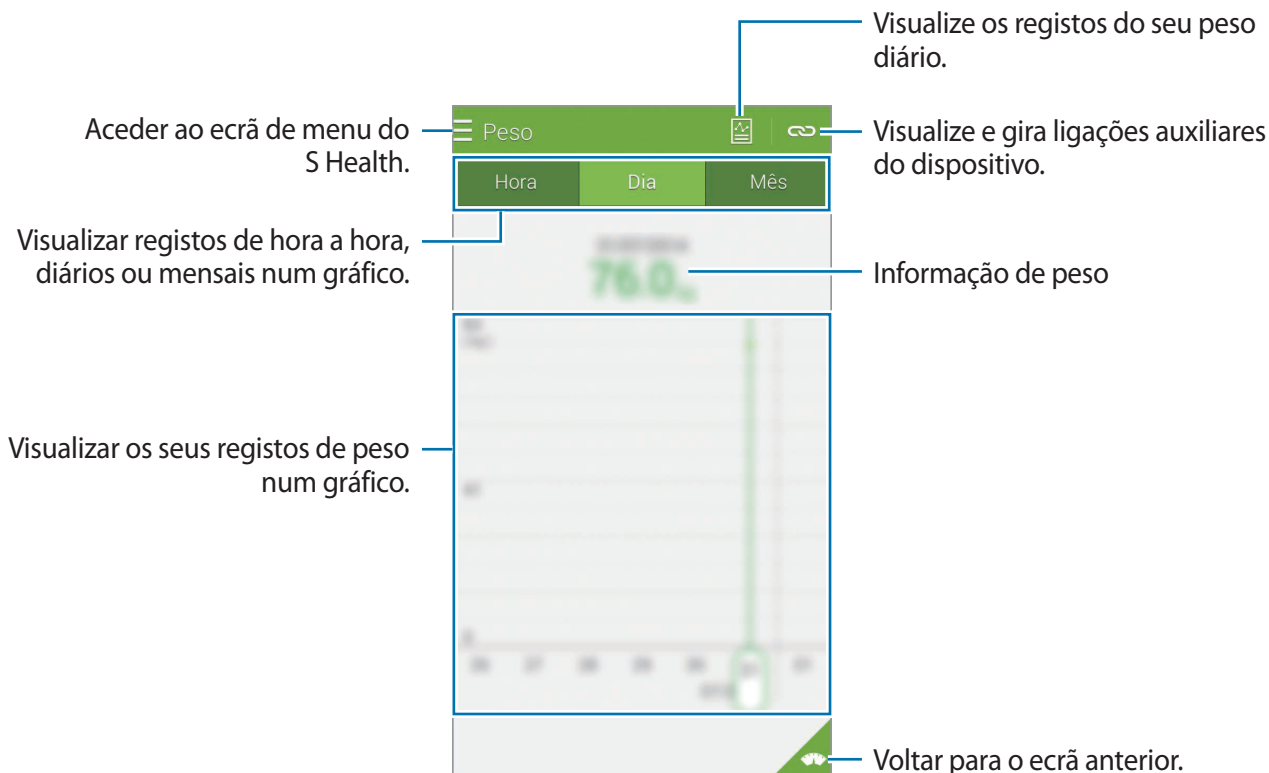 Visualize os registos do seu peso
diário.
Aceder ao ecrã de menu do
S Health.
Peso
Visualize e gira ligações auxiliares
do dispositivo.
Hora Dia Mês
Visualizar registos de hora a hora,
diários ou mensais num gráfico.
76.0
Informação de peso
Visualizar os seus registos de peso
num gráfico.
Voltar para o ecrã anterior.